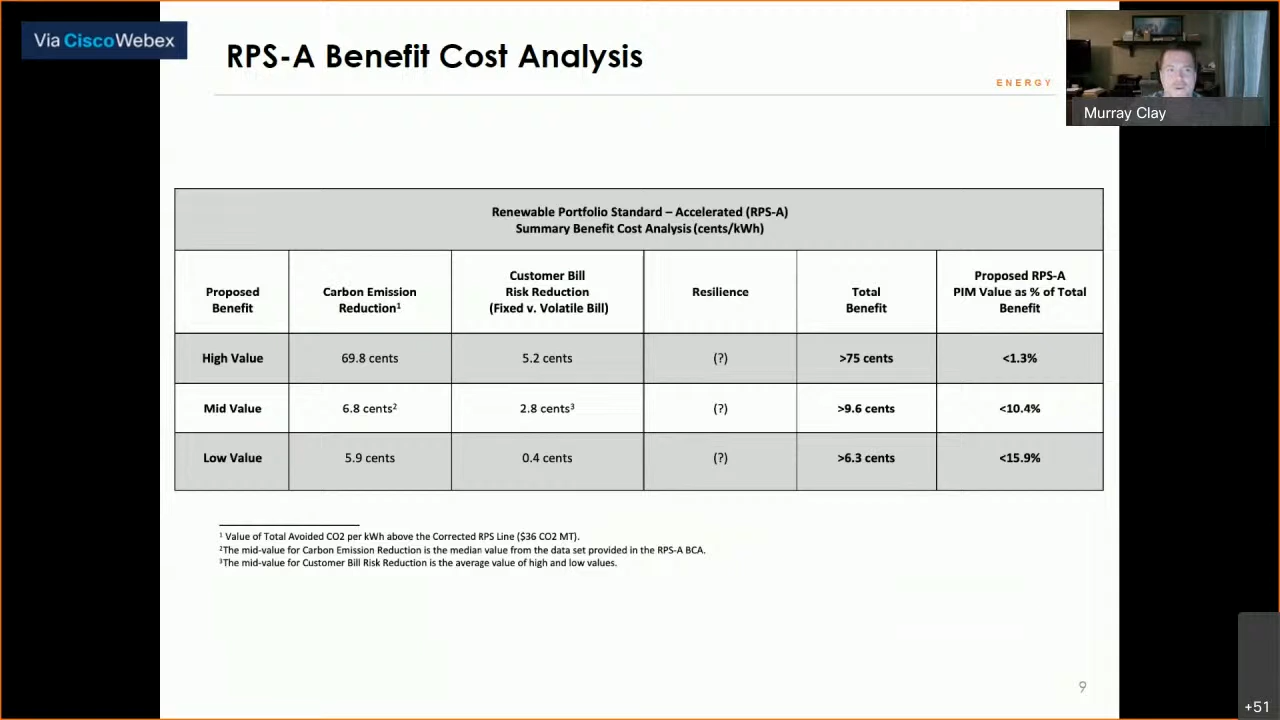 Via CiscoWebex
RPS-A Benefit Cost Analysis
ENERGY
Murray Clay
Renewable Portfolio Standard – Accelerated (RPS-A)
Summary Benefit Cost Analysis (cents/kWh)
Proposed
Benefit
Carbon Emission
Reduction¹
Customer Bill
Risk Reduction
(Fixed v. Volatile Bill)
Resilience
Total
Benefit
Proposed RPS-A
PIM Value as % of Total
Benefit
High Value 69.8 cents 5.2 cents (?) >75 cents <1.3%
Mid Value 6.8 cents² 2.8 cents³ (?) >9.6 cents <10.4%
Low Value 5.9 cents 0.4 cents (?) >6.3 cents <15.9%
¹ Value of Total Avoided CO2 per kWh above the Corrected RPS Line ($36 CO2 MT).
²The mid-value for Carbon Emission Reduction is the median value from the data set provided in the RPS-A BCA.
³The mid-value for Customer Bill Risk Reduction is the average value of high and low values.
9
+51